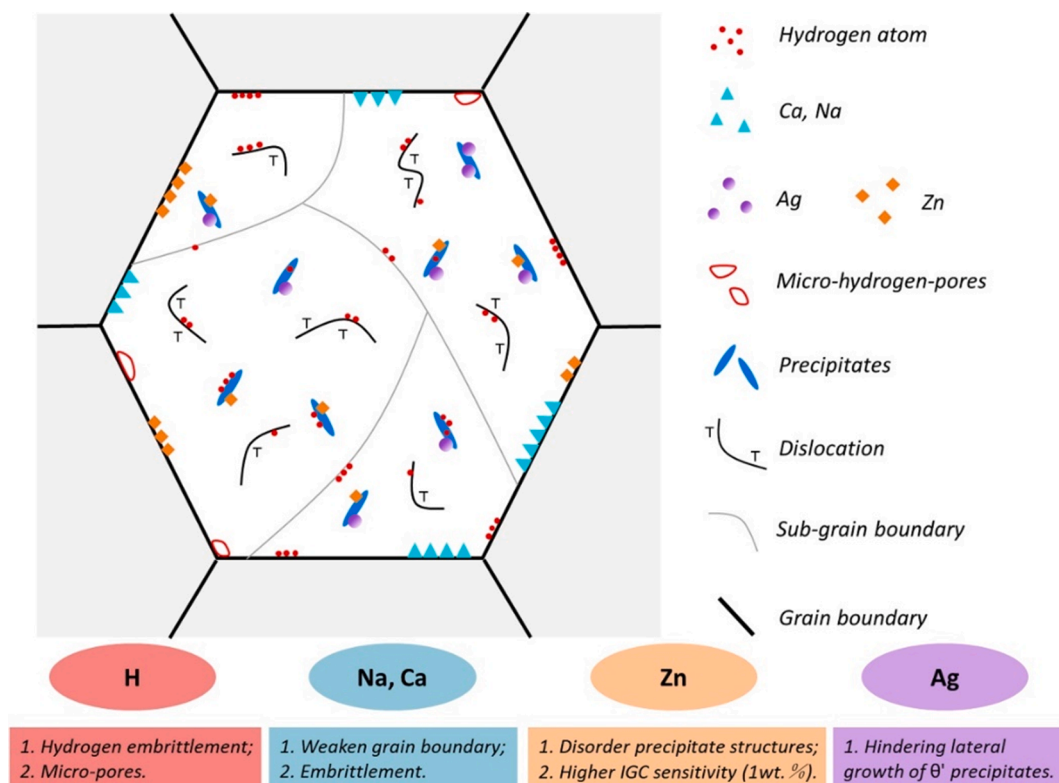 Hydrogen atom
Ca, Na
Ag
Zn
Micro-hydrogen-pores
Precipitates
Dislocation
Sub-grain boundary
Grain boundary
T
T
T
T
T
T
T
T
T
T
T
T
T
T
H
Na, Ca
Zn
Ag
1. Hydrogen embrittlement;
2. Micro-pores.
1. Weaken grain boundary;
2. Embrittlement.
1. Disorder precipitate structures;
2. Higher IGC sensitivity (1wt. %).
1. Hindering lateral
growth of θ' precipitates.